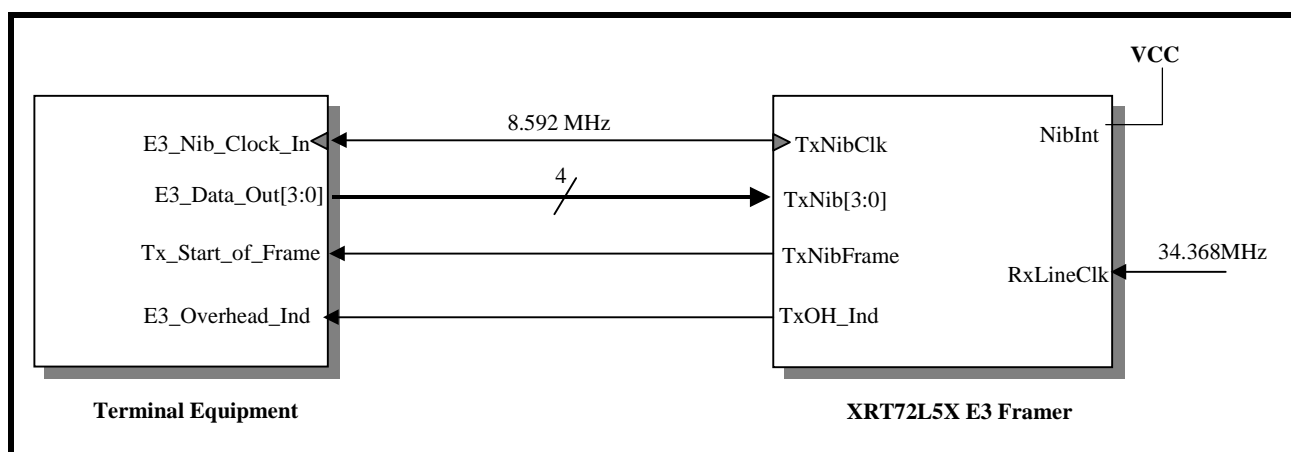 VCC
8.592 MHz
E3_Nib_Clock_In
TxNibClk
NibInt
4
E3_Data_Out[3:0]
TxNib[3:0]
Tx_Start_of_Frame
TxNibFrame
34.368MHz
RxLineClk
E3_Overhead_Ind
TxOH_Ind
Terminal Equipment
XRT72L5X E3 Framer